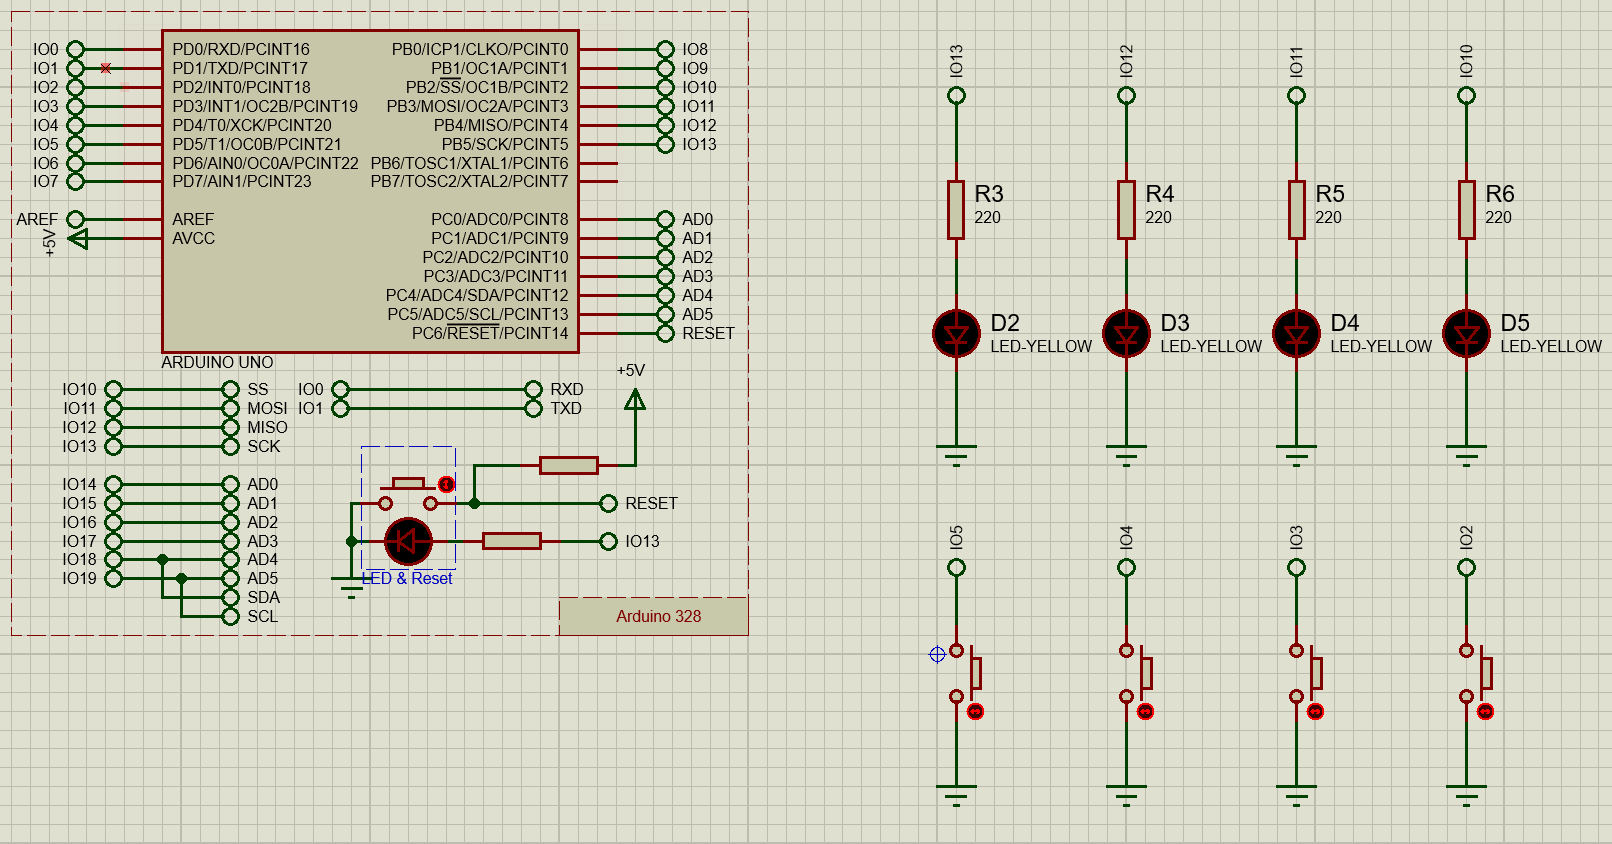 IO0 PD0/RXD/PCINT16 PB0/ICP1/CLKO/PCINT0 IO8
IO1 PD1/TXD/PCINT17 PB1/OC1A/PCINT1 IO9
IO2 PD2/INT0/PCINT18 PB2/SS/OC1B/PCINT2 IO10
IO3 PD3/INT1/OC2B/PCINT19 PB3/MOSI/OC2A/PCINT3 IO11
IO4 PD4/T0/XCK/PCINT20 PB4/MISO/PCINT4 IO12
IO5 PD5/T1/OC0B/PCINT21 PB5/SCK/PCINT5 IO13
IO6 PD6/AIN0/OC0A/PCINT22 PB6/TOSC1/XTAL1/PCINT6
IO7 PD7/AIN1/PCINT23 PB7/TOSC2/XTAL2/PCINT7
AREF AREF PC0/ADC0/PCINT8 AD0
+5V AVCC PC1/ADC1/PCINT9 AD1
PC2/ADC2/PCINT10 AD2
PC3/ADC3/PCINT11 AD3
PC4/ADC4/SDA/PCINT12 AD4
PC5/ADC5/SCL/PCINT13 AD5
PC6/RESET/PCINT14 RESET
ARDUINO UNO
+5V
IO10 SS IO0 RXD
IO11 MOSI IO1 TXD
IO12 MISO
IO13 SCK
IO14 AD0
IO15 AD1 RESET
IO16 AD2
IO17 AD3 IO13
IO18 AD4
IO19 AD5 LED & Reset
SDA
SCL
Arduino 328
IO13 IO12 IO11 IO10
R3 R4 R5 R6
220 220 220 220
D2 D3 D4 D5
LED-YELLOW LED-YELLOW LED-YELLOW LED-YELLOW
IO5 IO4 IO3 IO2